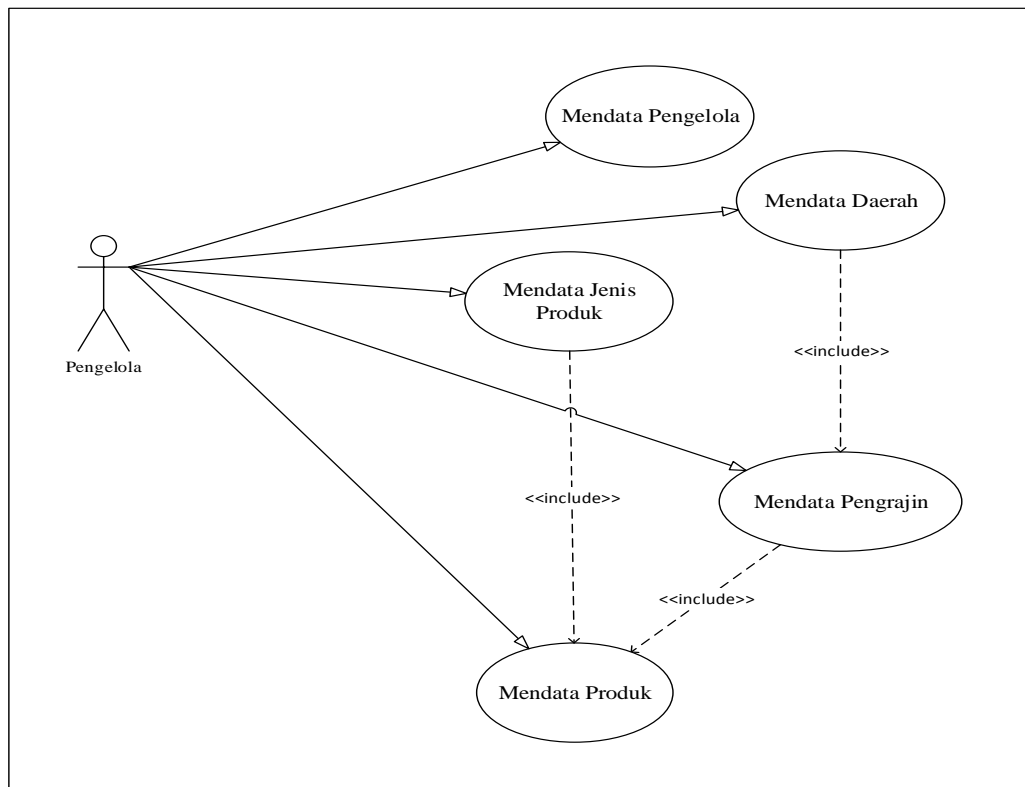 Mendata Pengelola
Mendata Daerah
Mendata Jenis
Produk
<<include>>
Pengelola
<<include>>
Mendata Pengrajin
<<include>>
Mendata Produk